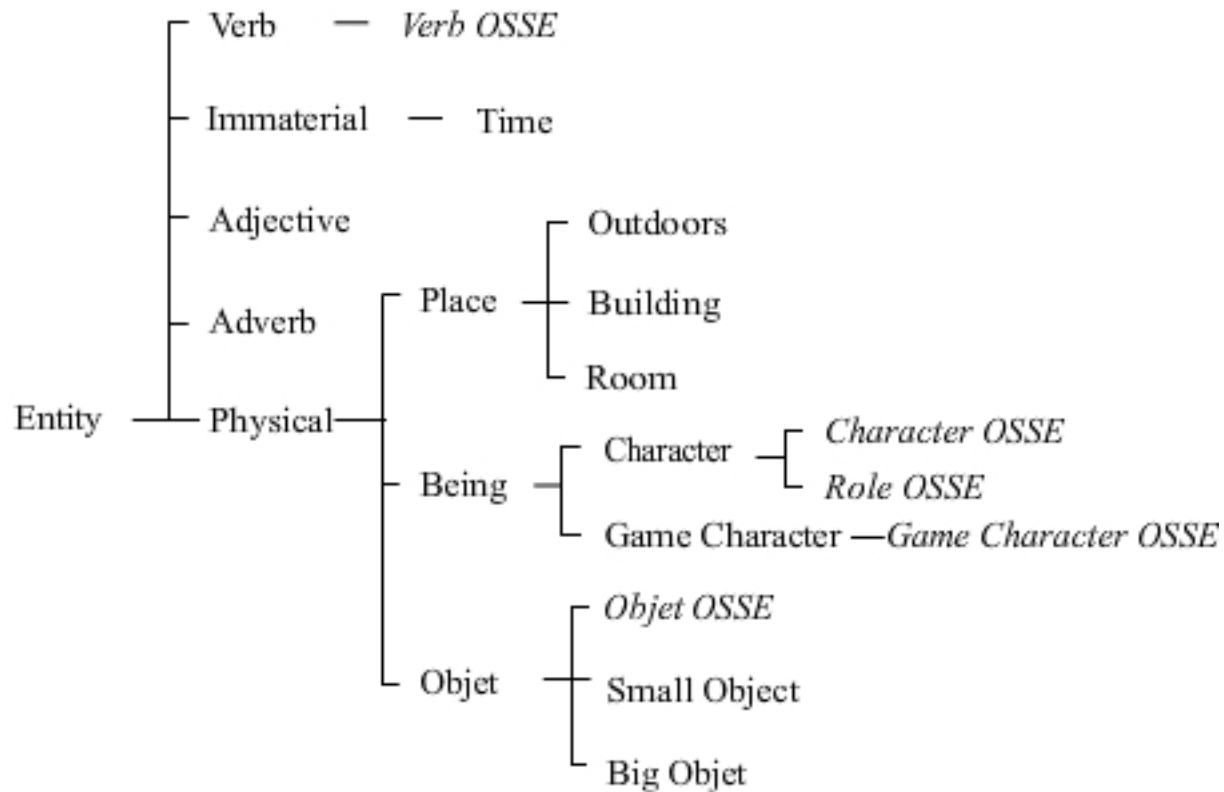 Verb
Verb OSSE
Immaterial
Time
Adjective
Outdoors
Place
Building
Adverb
Room
Entity
Physical
Character OSSE
Character
Being
Role OSSE
Game Character
Game Character OSSE
Objet OSSE
Objet
Small Object
Big Objet